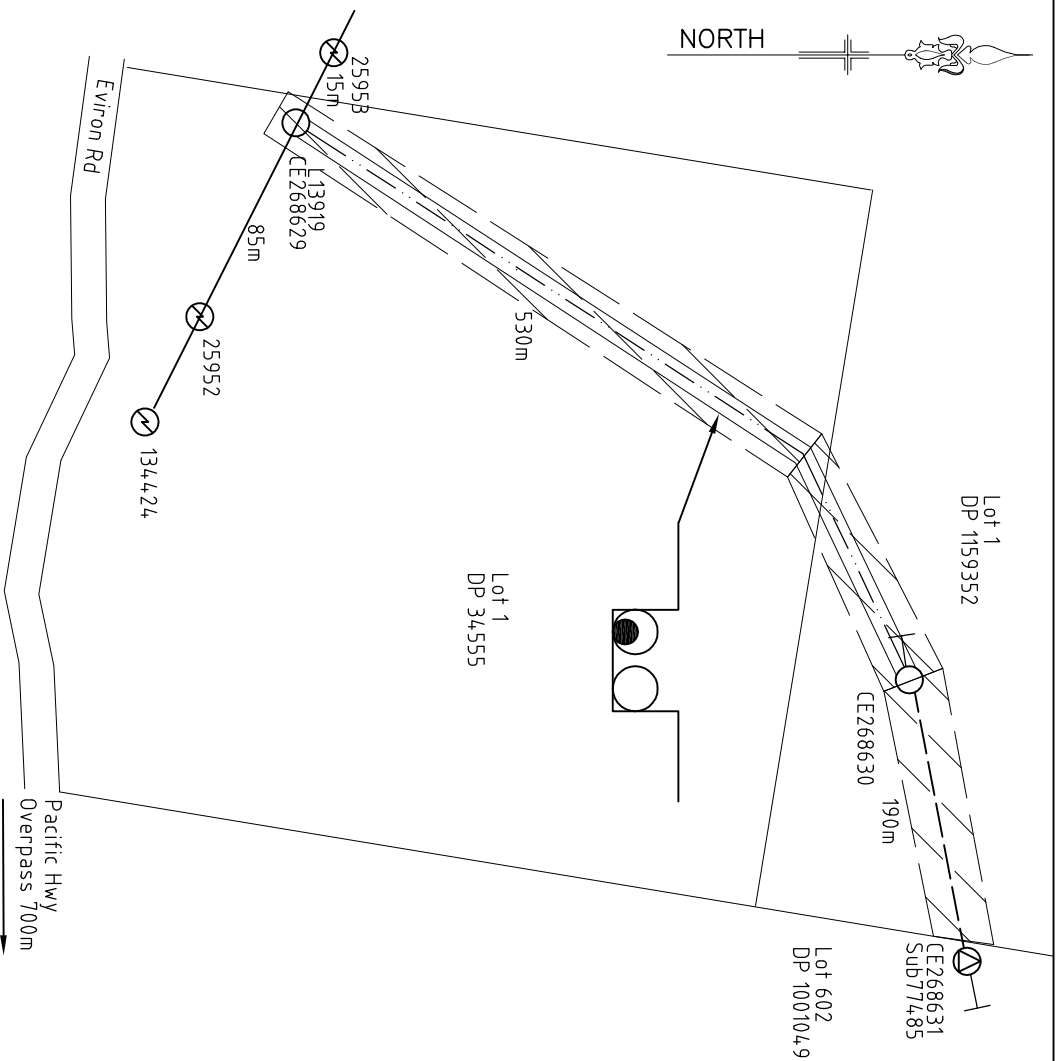 NORTH
25953
15m
L13919
CE268629
85m
25952
134424
Eviron Rd
530m
Lot 1
DP 1159352
Lot 1
DP 34555
CE268630
190m
CE268631
Sub77485
Lot 602
DP 1001049
Pacific Hwy
Overpass 700m